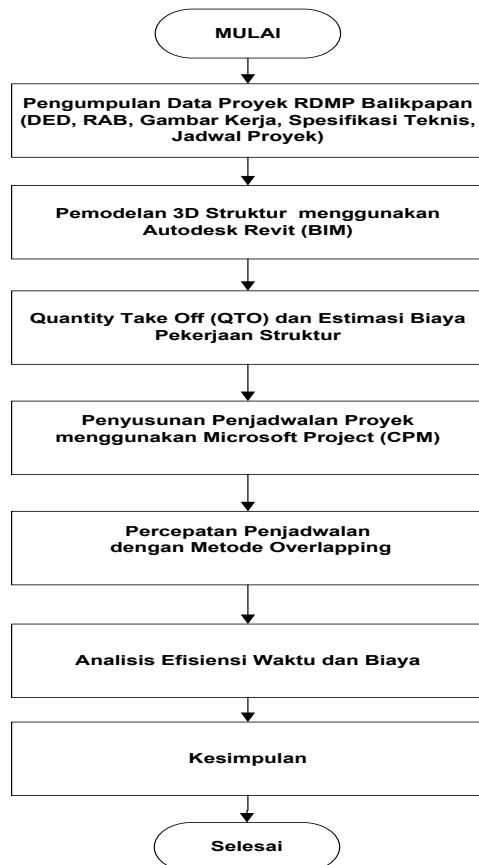 MULAI
Pengumpulan Data Proyek RDMP Balikpapan
(DED, RAB, Gambar Kerja, Spesifikasi Teknis,
Jadwal Proyek)
Pemodelan 3D Struktur menggunakan
Autodesk Revit (BIM)
Quantity Take Off (QTO) dan Estimasi Biaya
Pekerjaan Struktur
Penyusunan Penjadwalan Proyek
menggunakan Microsoft Project (CPM)
Percepatan Penjadwalan
dengan Metode Overlapping
Analisis Efisiensi Waktu dan Biaya
Kesimpulan
Selesai